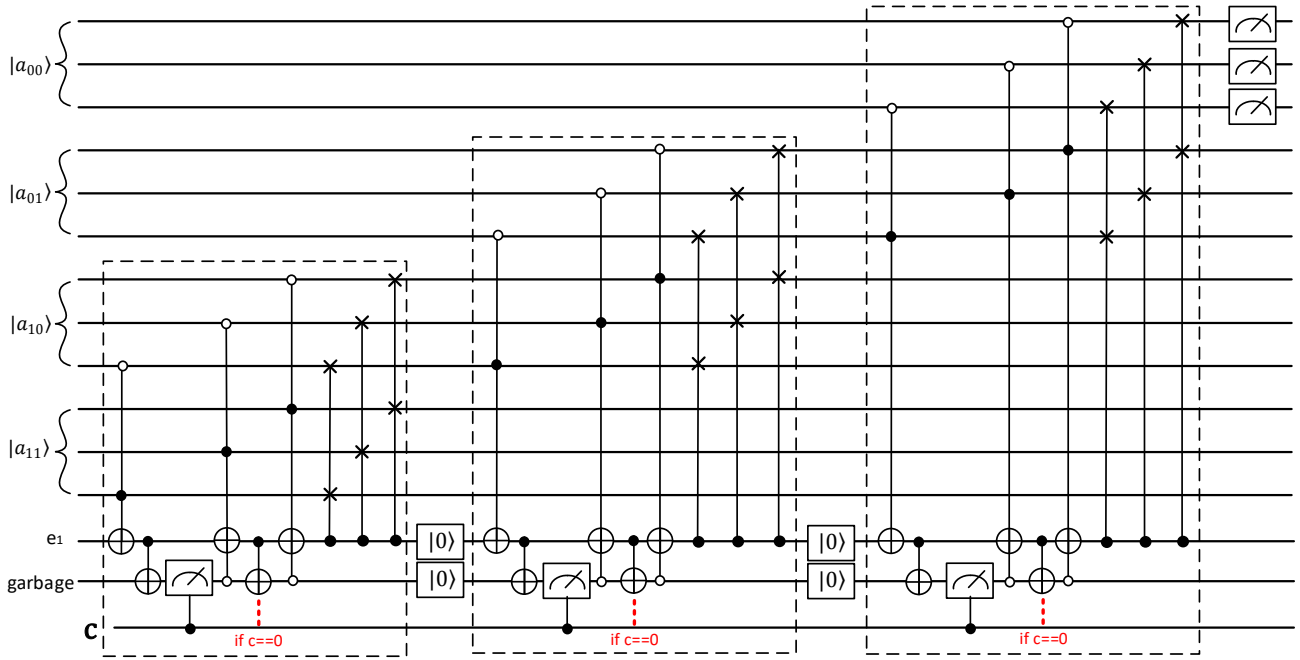 |a₀₀⟩
|a₀₁⟩
|a₁₀⟩
|a₁₁⟩
e₁ |0⟩ |0⟩
garbage |0⟩ |0⟩
C
if c==0 if c==0 if c==0